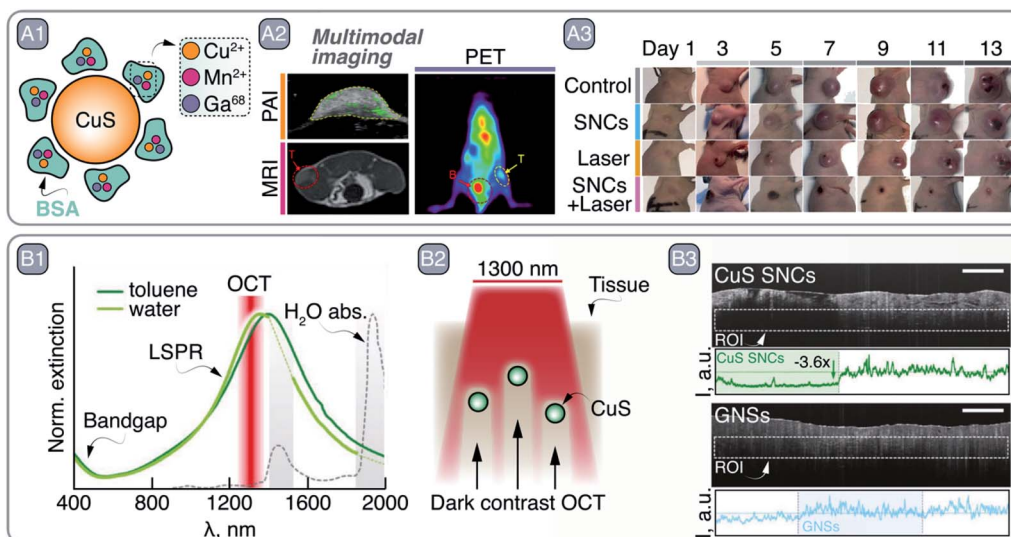 A1
Cu2+
Mn2+
Ga68
CuS
BSA
A2
Multimodal
imaging
PET
PAI
MRI
T
B
T
A3
Day 1 3 5 7 9 11 13
Control
SNCs
Laser
SNCs
+Laser
B1
toluene
water
OCT
H2O abs.
LSPR
Bandgap
Norm. extinction
400 800 1200 1600 2000
λ, nm
B2
1300 nm
Tissue
CuS
Dark contrast OCT
B3
CuS SNCs
ROI
CuS SNCs
-3.6x
I, a.u.
GNSs
ROI
I, a.u.
GNSs